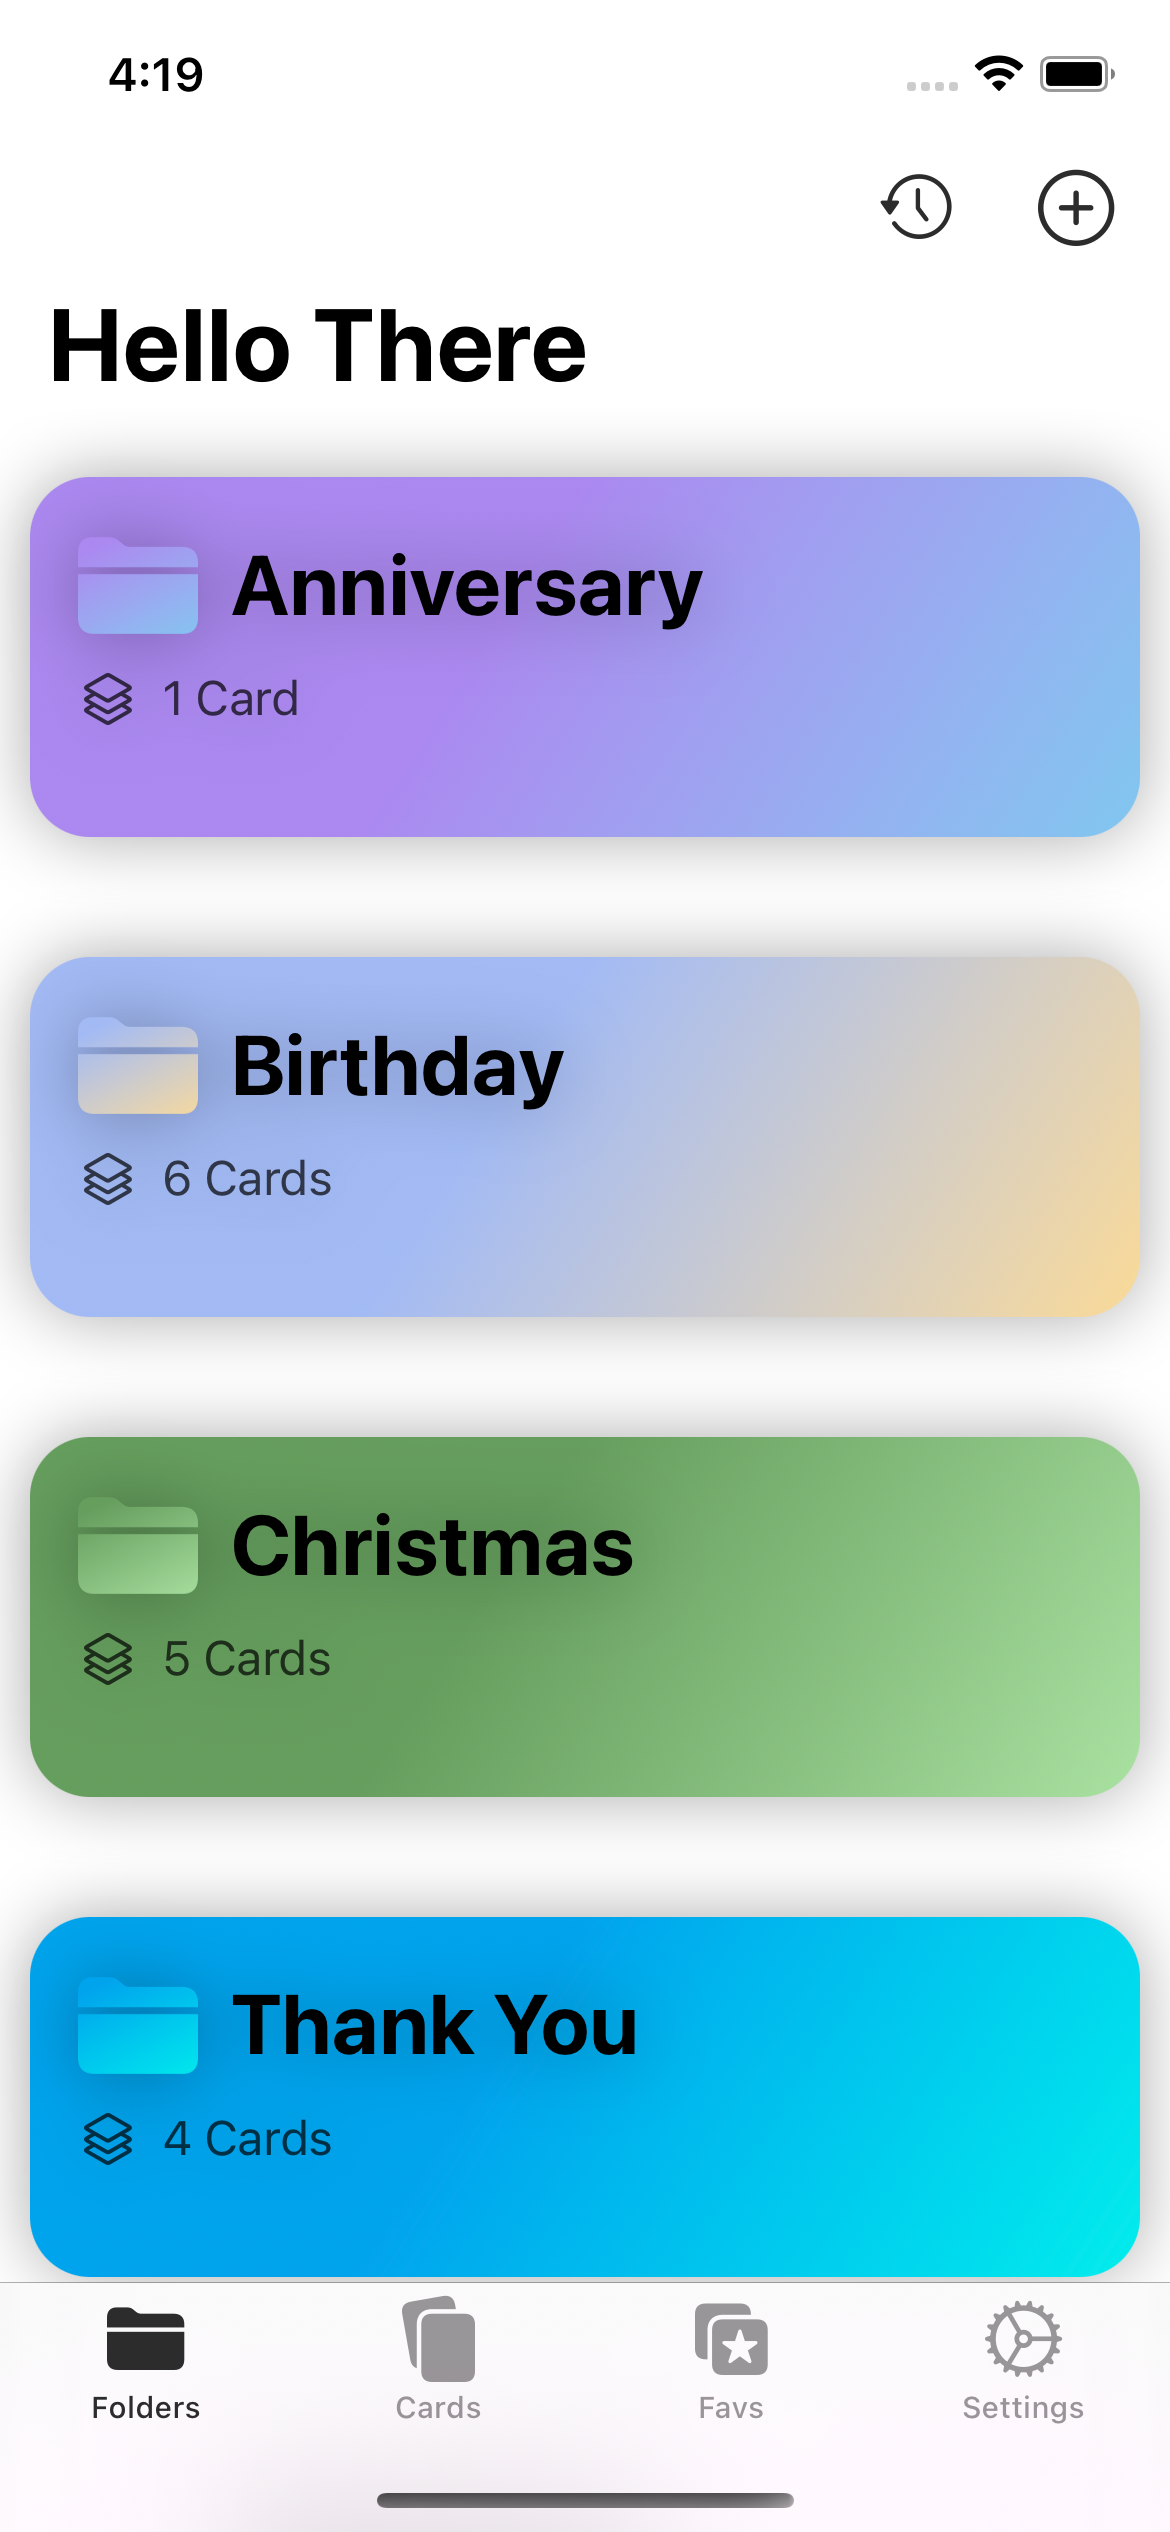 4:19
Hello There
Anniversary
1 Card
Birthday
6 Cards
Christmas
5 Cards
Thank You
4 Cards
Folders
Cards
Favs
Settings